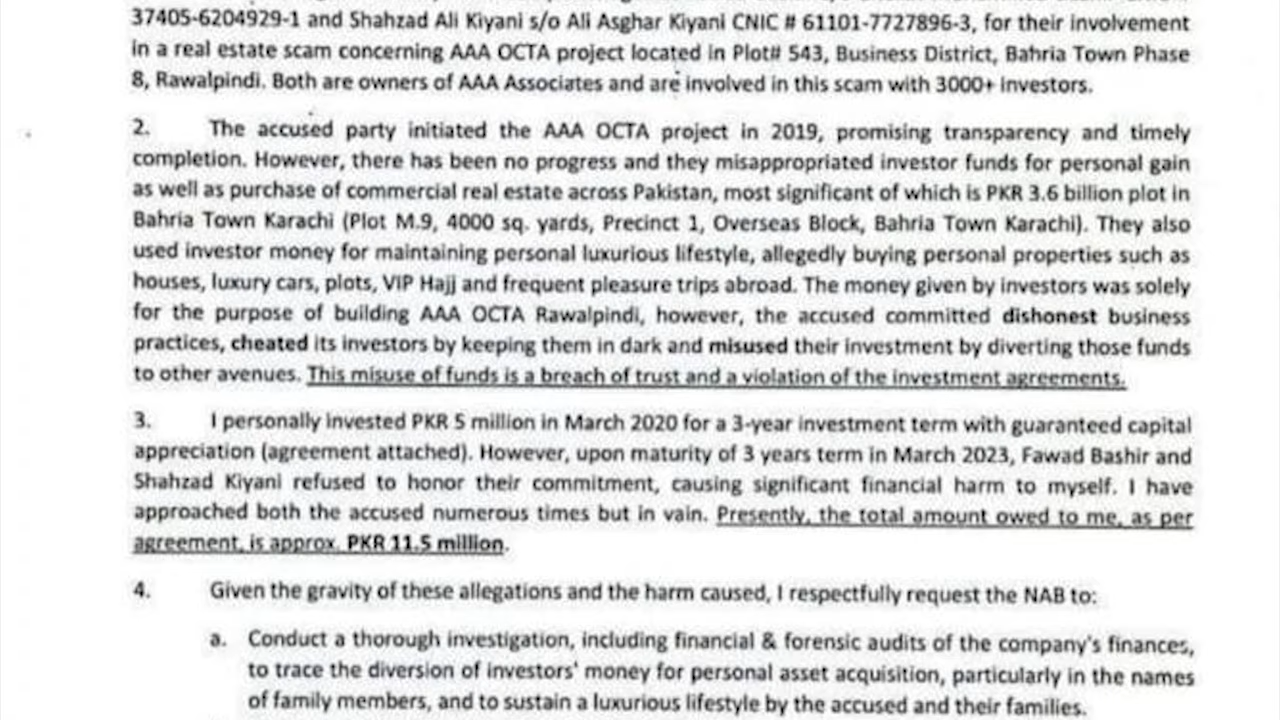 37405-6204929-1 and Shahzad Ali Kiyani s/o Ali Asghar Kiyani CNIC # 61101-7727896-3, for their involvement
in a real estate scam concerning AAA OCTA project located in Plot# 543, Business District, Bahria Town Phase
8, Rawalpindi. Both are owners of AAA Associates and are involved in this scam with 3000+ investors.
2. The accused party initiated the AAA OCTA project in 2019, promising transparency and timely
completion. However, there has been no progress and they misappropriated investor funds for personal gain
as well as purchase of commercial real estate across Pakistan, most significant of which is PKR 3.6 billion plot in
Bahria Town Karachi (Plot M.9, 4000 sq. yards, Precinct 1, Overseas Block, Bahria Town Karachi). They also
used investor money for maintaining personal luxurious lifestyle, allegedly buying personal properties such as
houses, luxury cars, plots, VIP Hajj and frequent pleasure trips abroad. The money given by investors was solely
for the purpose of building AAA OCTA Rawalpindi, however, the accused committed dishonest business
practices, cheated its investors by keeping them in dark and misused their investment by diverting those funds
to other avenues. This misuse of funds is a breach of trust and a violation of the investment agreements.
3. I personally invested PKR 5 million in March 2020 for a 3-year investment term with guaranteed capital
appreciation (agreement attached). However, upon maturity of 3 years term in March 2023, Fawad Bashir and
Shahzad Kiyani refused to honor their commitment, causing significant financial harm to myself. I have
approached both the accused numerous times but in vain. Presently, the total amount owed to me, as per
agreement, is approx. PKR 11.5 million.
4. Given the gravity of these allegations and the harm caused, I respectfully request the NAB to:
a. Conduct a thorough investigation, including financial & forensic audits of the company's finances,
to trace the diversion of investors' money for personal asset acquisition, particularly in the names
of family members, and to sustain a luxurious lifestyle by the accused and their families.